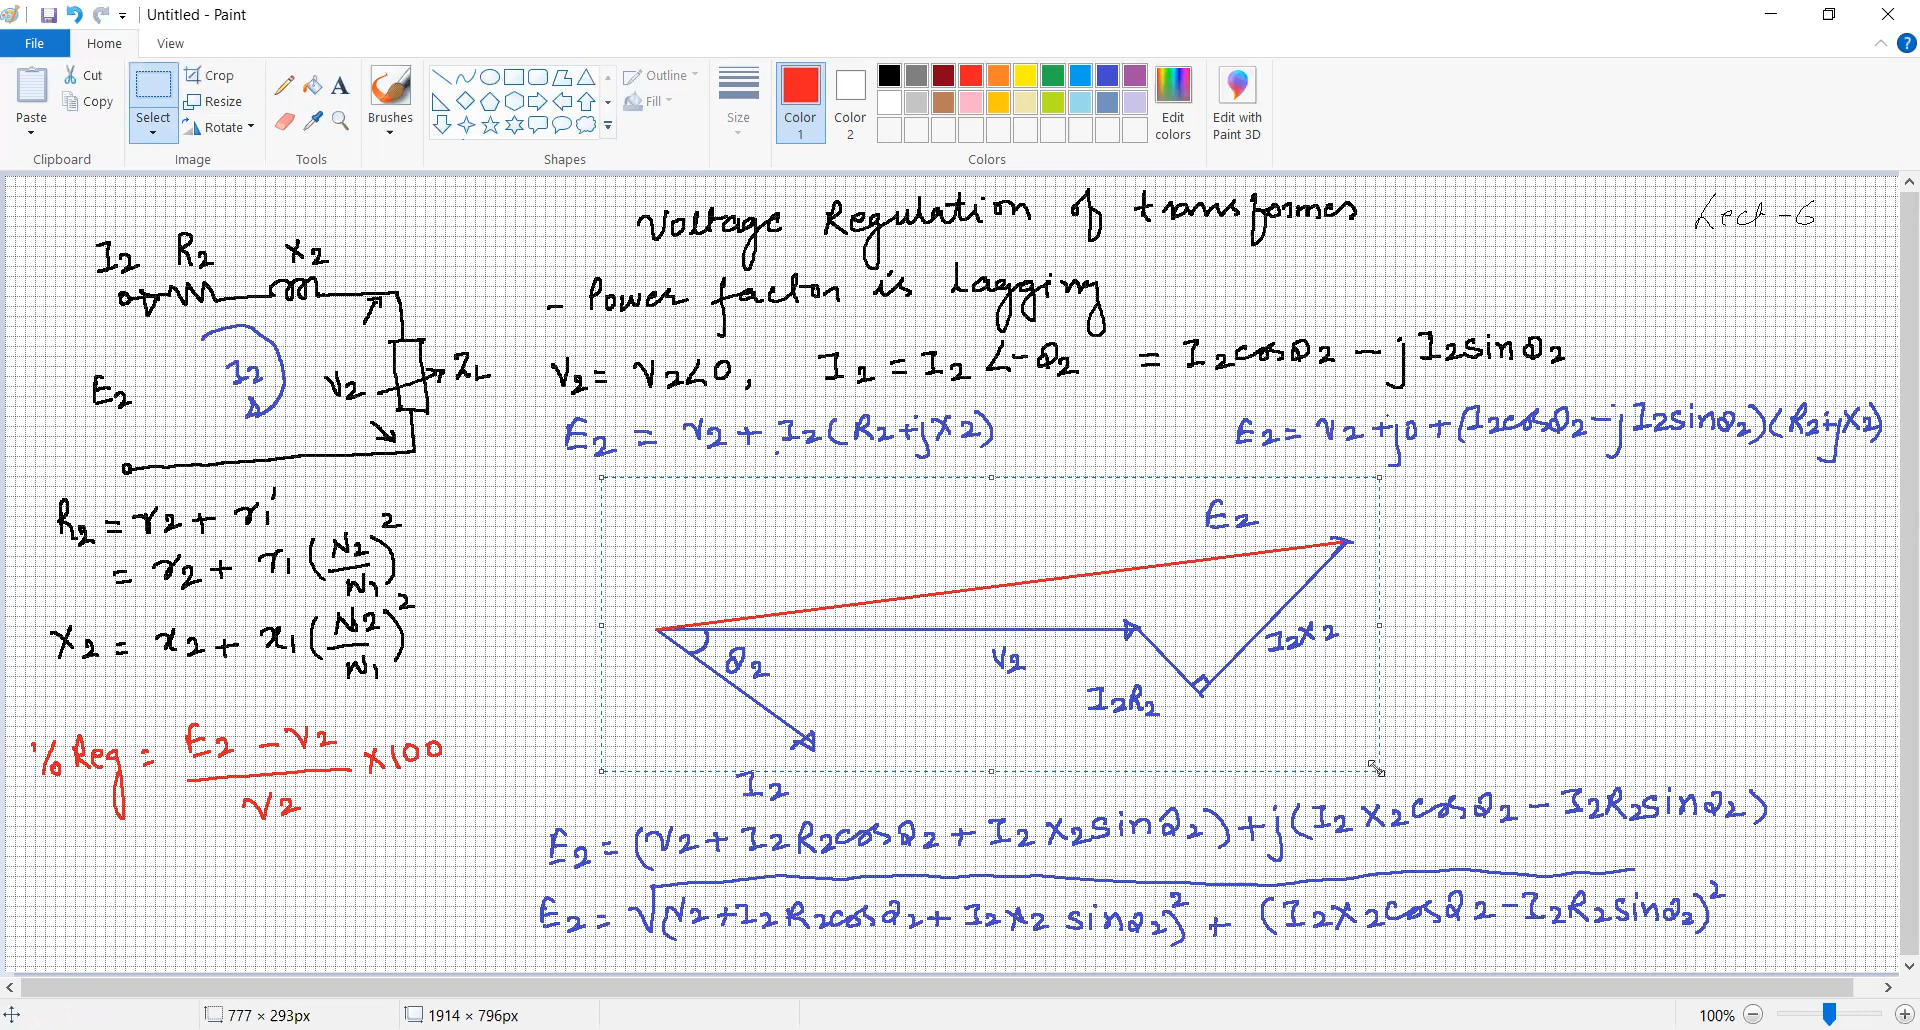 Untitled - Paint
File Home View
Paste Cut Copy
Clipboard
Select Crop Resize Rotate
Image
Tools
Brushes
Outline Fill
Shapes
Size
Color 1 Color 2
Edit colors
Edit with Paint 3D
Colors
Voltage Regulation of transformer
Lect-6
I2 R2 X2
- Power factor is Lagging
V2 = V2∠0, I2 = I2∠-θ2 = I2cosθ2 - jI2sinθ2
E2 I2 V2 ZL
E2 = V2 + I2(R2+jX2)
E2 = V2+j0+(I2cosθ2-jI2sinθ2)(R2+jX2)
R2 = r2 + r1'
= r2 + r1 (N2/N1)²
X2 = x2 + x1 (N2/N1)²
% Reg = E2 - V2 / V2 × 100
E2
θ2
V2
I2X2
I2R2
I2
E2 = (V2 + I2R2cosθ2 + I2X2sinθ2) + j(I2X2cosθ2 - I2R2sinθ2)
E2 = √(V2+I2R2cosθ2+I2X2 sinθ2)² + (I2X2cosθ2-I2R2sinθ2)²
777 × 293px
1914 × 796px
100%